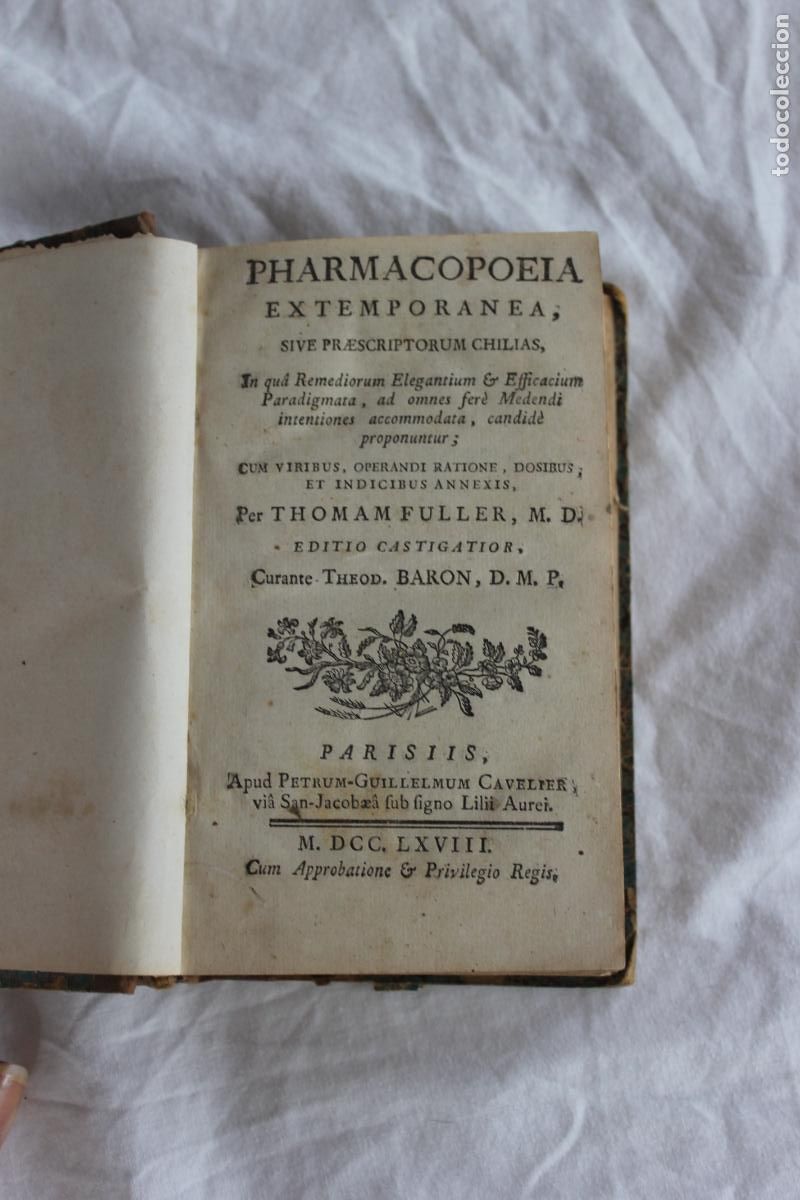 PHARMACOPOEIA
EXTEMPORANEA,
SIVE PRÆSCRIPTORUM CHILIAS,
In quâ Remediorum Elegantium & Efficacium
Paradigmata, ad omnes ferè Medendi
intentiones accommodata, candidè
proponuntur;
CUM VIRIBUS, OPERANDI RATIONE, DOSIBUS,
ET INDICIBUS ANNEXIS,
Per THOMAM FULLER, M. D.
EDITIO CASTIGATIOR,
Curante THEOD. BARON, D. M. P.
PARISIIS,
Apud PETRUM-GUILLELMUM CAVELIER,
viâ San-Jacobæâ ſub ſigno Lilii Aurei.
M. DCC. LXVIII.
Cum Approbatione & Privilegio Regis.
todocoleccion